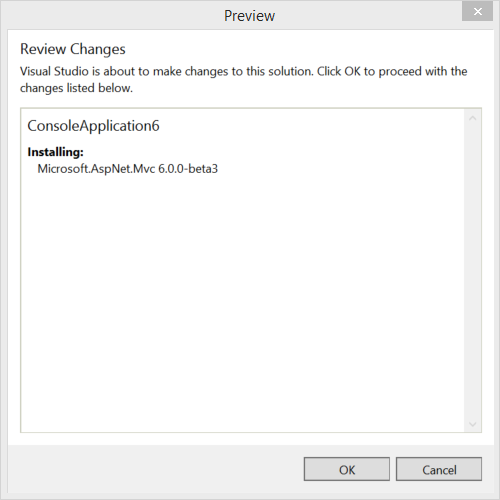 Preview
Review Changes
Visual Studio is about to make changes to this solution. Click OK to proceed with the
changes listed below.
ConsoleApplication6
Installing:
Microsoft.AspNet.Mvc 6.0.0-beta3
OK
Cancel